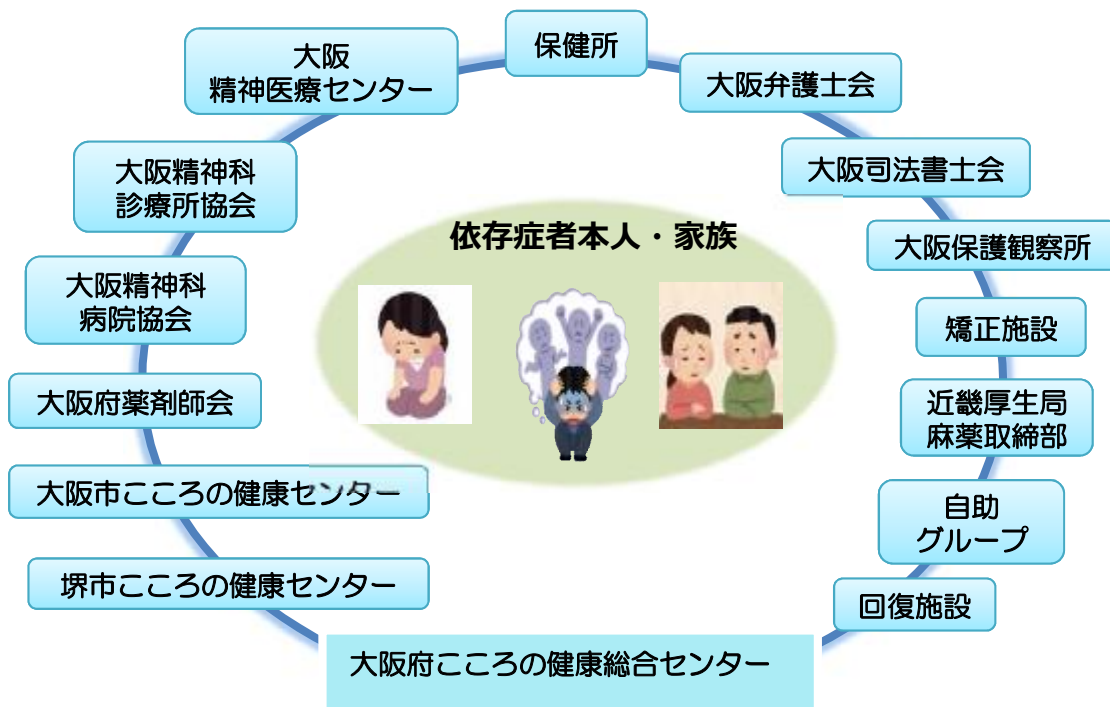 保健所
大阪
精神医療センター
大阪弁護士会
大阪精神科
診療所協会
大阪司法書士会
依存症者本人・家族
大阪保護観察所
大阪精神科
病院協会
矯正施設
大阪府薬剤師会
近畿厚生局
麻薬取締部
大阪市こころの健康センター
自助
グループ
堺市こころの健康センター
回復施設
大阪府こころの健康総合センター